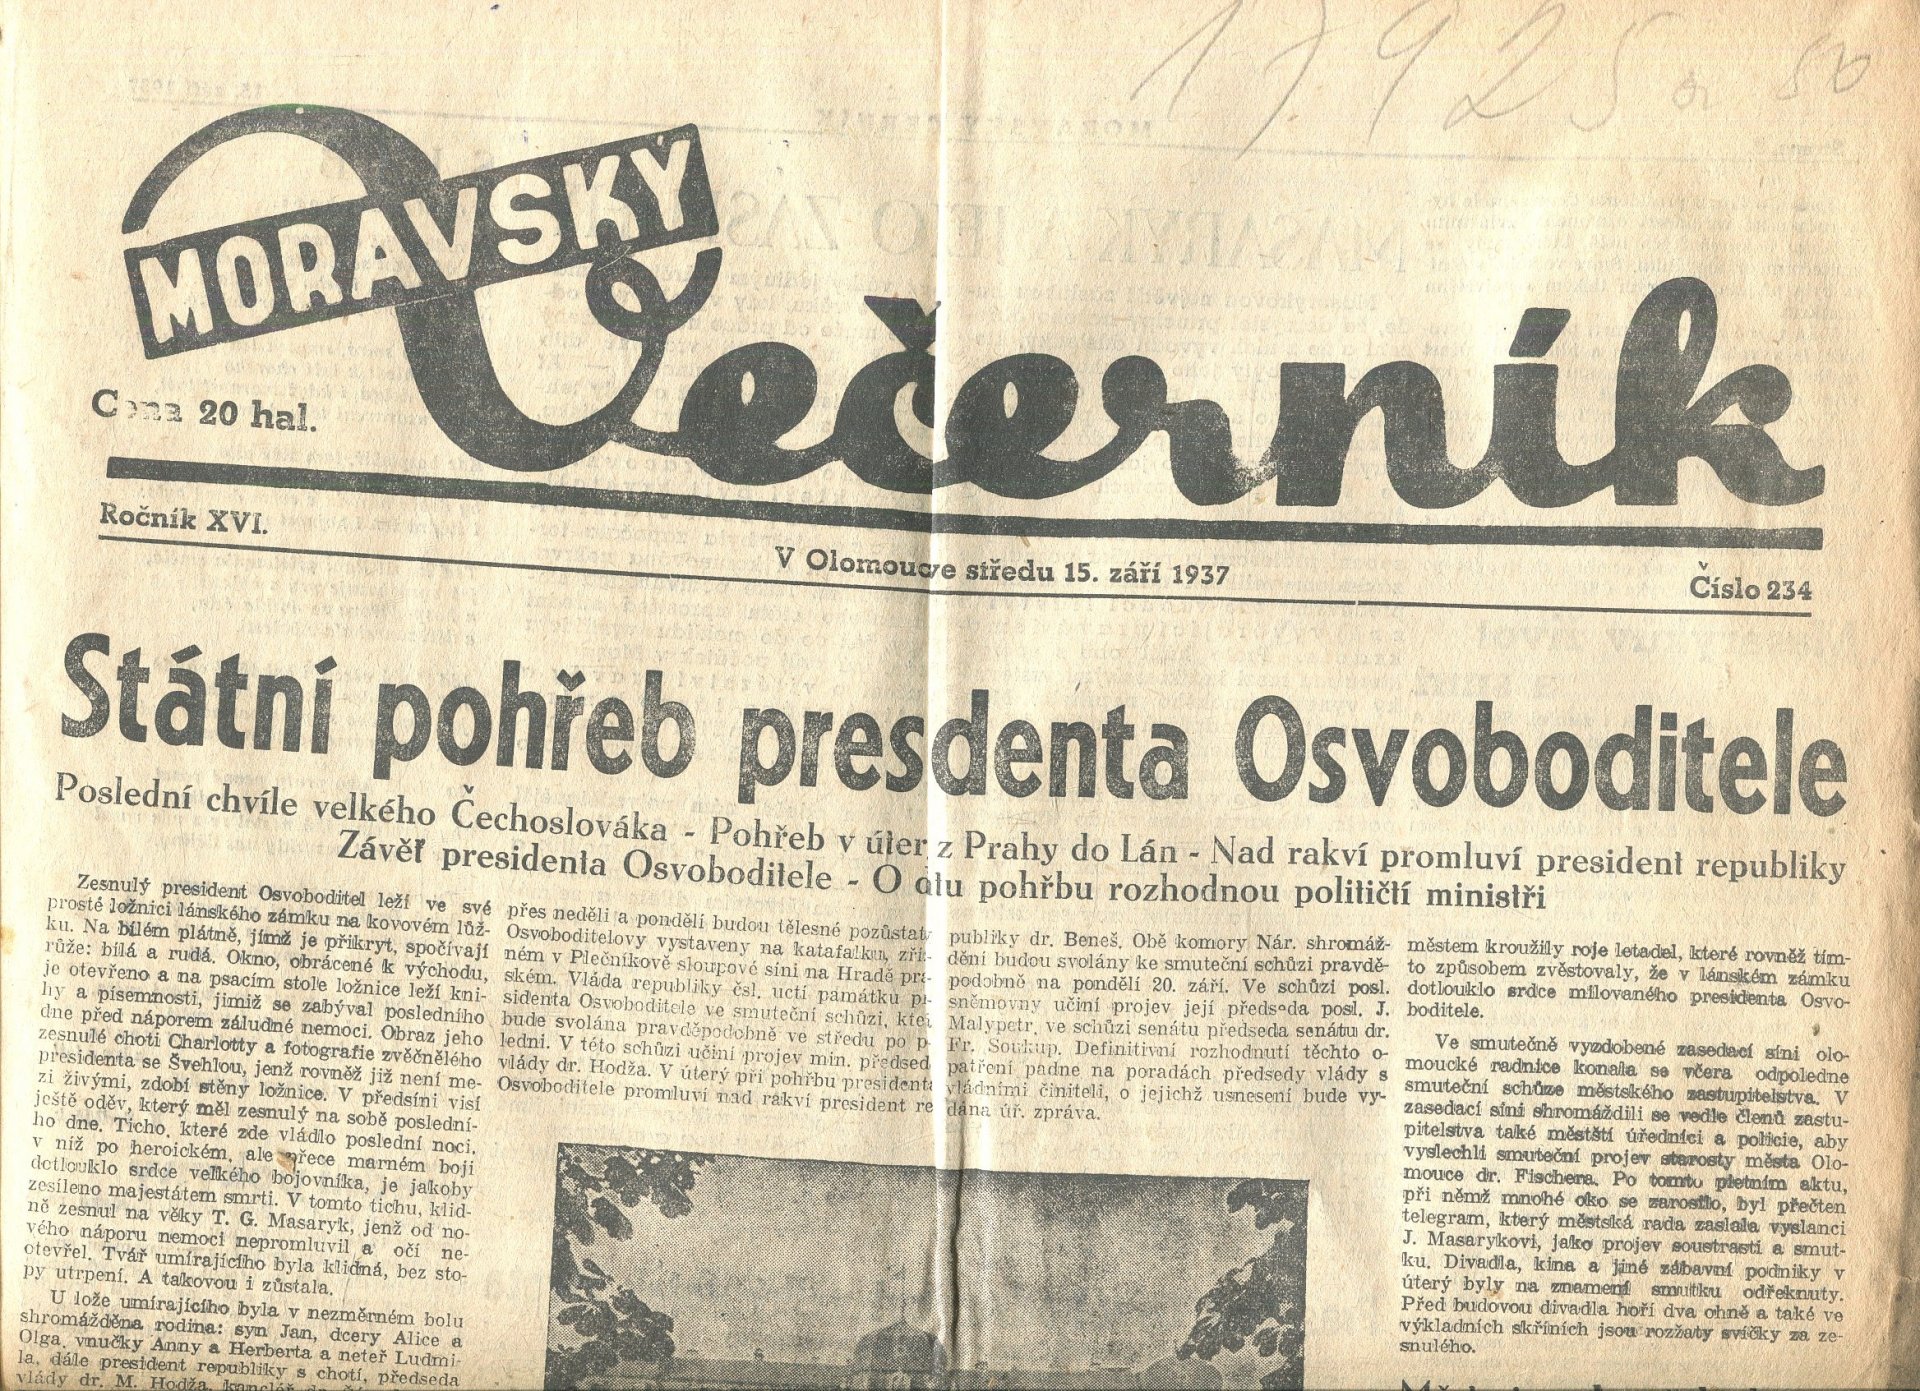 MORAVSKÝ
Večerník
Cena 20 hal.
Ročník XVI.
V Olomouc ve středu 15. září 1937
Číslo 234
Státní pohřeb presdenta Osvoboditele
Poslední chvíle velkého Čechoslováka - Pohřeb v úter z Prahy do Lán - Nad rakví promluví president republiky
Závěť presidenta Osvoboditele - O pohřbu rozhodnou političtí ministři
Zesnulý president Osvoboditel leží ve své
prosté ložnici lánského zámku na kovovém lůž-
ku. Na bílém plátně, jímž je přikryt, spočívají
růže: bílá a rudá. Okno, obrácené k východu,
je otevřeno a na psacím stole ložnice leží kni-
hy a písemnosti, jimiž se zabýval posledního
dne před náporem záludné nemoci. Obraz jeho
zesnulé choti Charlotty a fotografie zvěčnělého
presidenta se Švehlou, jenž rovněž již není me-
zi živými, zdobí stěny ložnice. V předsíni visí
ještě oděv, který měl zesnulý na sobě poslední-
ho dne. Ticho, které zde vládlo poslední noci,
v níž po heroickém, ale přece marném boji
dotlouklo srdce velkého bojovníka, je jakoby
zesíleno majestátem smrti. V tomto tichu, klid-
ně zesnul na věky T. G. Masaryk, jenž od no-
vého náporu nemoci nepromluvil a očí ne-
otevřel. Tvář umírajícího byla klidná, bez sto-
py utrpení. A takovou i zůstala.
U lože umírajícího byla v nezměrném bolu
shromážděna rodina: syn Jan, dcery Alice a
Olga, vnučky Anny a Herberta a neteř Ludmi-
la, dále president republiky s chotí, předseda
vlády dr. M. Hodža, kancléř
přes neděli a pondělí budou tělesné pozůstat
Osvoboditelovy vystaveny na katafalku, zří
ném v Plečníkově sloupové síni na Hradě pra
ském. Vláda republiky čsl. uctí památku p
sidenta Osvoboditele ve smuteční schůzi, kte
bude svolána pravděpodobně ve středu po p
ledni. V této schůzi učiní projev min. předsed
vlády dr. Hodža. V úterý při pohřbu president
Osvoboditele promluví nad rakví president re
publiky dr. Beneš. Obě komory Nár. shromáž-
dění budou svolány ke smuteční schůzi pravdě-
podobně na pondělí 20. září. Ve schůzi posl.
sněmovny učiní projev její předseda posl. J.
Malypetr, ve schůzi senátu předseda senátu dr.
Fr. Soukup. Definitivní rozhodnutí těchto o-
patření padne na poradách předsedy vlády s
vládními činiteli, o jejichž usnesení bude vy-
dána úř. zpráva.
městem kroužily roje letadel, které rovněž tím-
to způsobem zvěstovaly, že v lánském zámku
dotlouklo srdce milovaného presidenta Osvo-
boditele.
Ve smutečně vyzdobené zasedací síni olo-
moucké radnice konala se včera odpoledne
smuteční schůze městského zastupitelstva. V
zasedací síni shromáždili se vedle členů zastu-
pitelstva také městští úředníci a policie, aby
vyslechli smuteční projev starosty města Olo-
mouce dr. Fischera. Po tomto pietním aktu,
při němž mnohé oko se zarosilo, byl přečten
telegram, který městská rada zaslala vyslanci
J. Masarykovi, jako projev soustrasti a smut-
ku. Divadla, kina a jiné zábavní podniky v
úterý byly na znamení smutku odřeknuty.
Před budovou divadla hoří dva ohně a také ve
výkladních skříních jsou rozžaty svíčky za ze-
snulého.